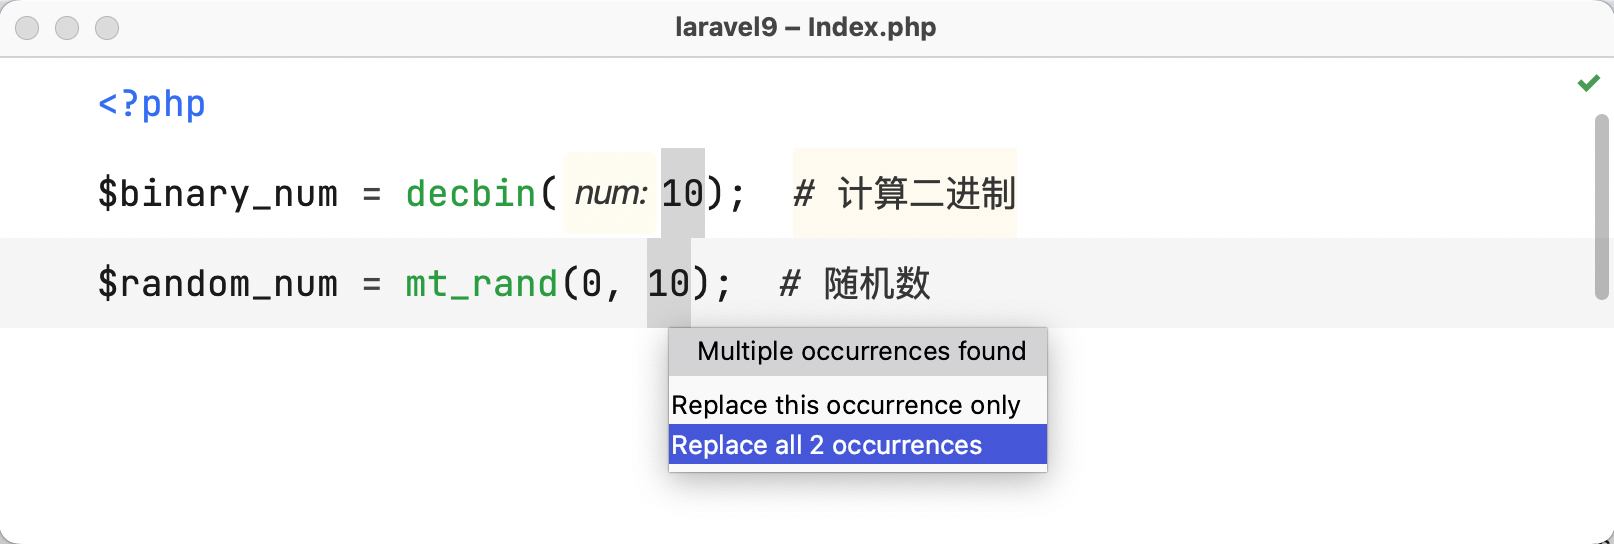 laravel9 – Index.php
<?php
$binary_num = decbin( num: 10);  # 计算二进制
$random_num = mt_rand(0, 10);  # 随机数
Multiple occurrences found
Replace this occurrence only
Replace all 2 occurrences